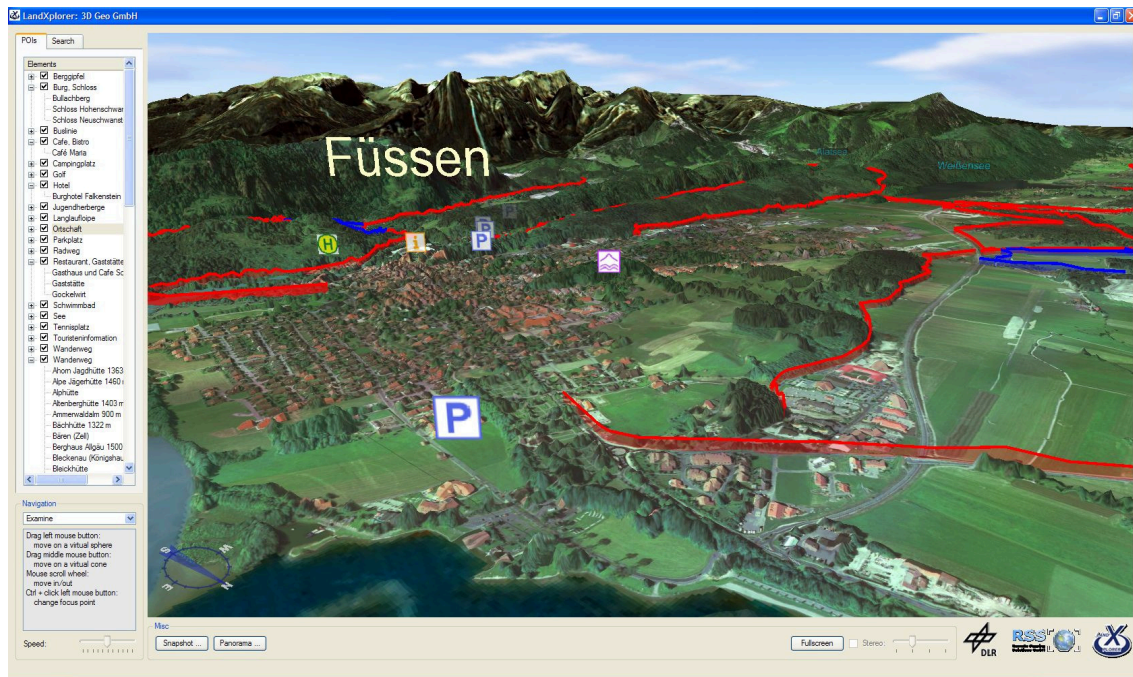 LandXplorer: 3D Geo GmbH
POIs Search
Elements
Berggipfel
Burg, Schloss
Bullachberg
Schloss Hohenschwar
Schloss Neuschwanst
Buslinie
Cafe, Bistro
Café Maria
Campingplatz
Golf
Hotel
Burghotel Falkenstein
Jugendherberge
Langlaufloipe
Ortschaft
Parkplatz
Radweg
Restaurant, Gaststätte
Gasthaus und Cafe Sc
Gaststätte
Gockelwirt
Schwimmbad
See
Tennisplatz
Touristeninformation
Wanderweg
Wanderweg
Ahorn Jagdhütte 1363
Alpe Jägerhütte 1460
Alphütte
Altenberghütte 1403 m
Ammerwaldalm 900 m
Bächhütte 1322 m
Bären (Zell)
Berghaus Allgäu 1500
Bleckenau (Königshau
Bleickhütte
Navigation
Examine
Drag left mouse button:
move on a virtual sphere
Drag middle mouse button:
move on a virtual cone
Mouse scroll wheel:
move in/out
Ctrl + click left mouse button:
change focus point
Speed:
Füssen
Alatsee
Weißensee
H
i
P
P
P
P
S W
E N
Misc
Snapshot ... Panorama ...
Fullscreen Stereo:
DLR
RSS